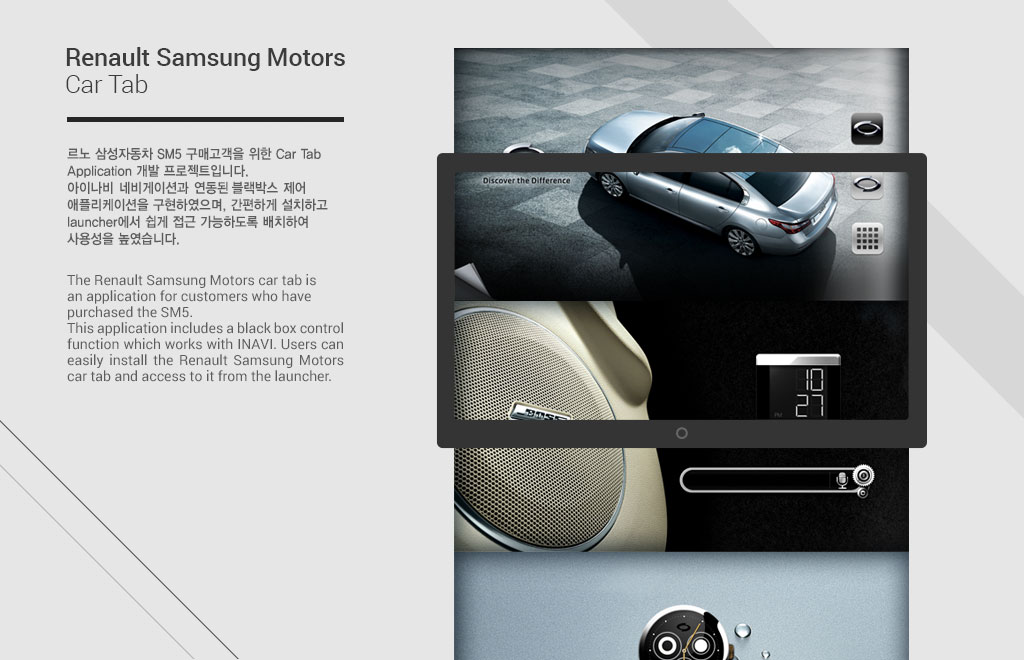 Renault Samsung Motors
Car Tab
르노 삼성자동차 SM5 구매고객을 위한 Car Tab
Application 개발 프로젝트입니다.
아이나비 네비게이션과 연동된 블랙박스 제어
애플리케이션을 구현하였으며, 간편하게 설치하고
launcher에서 쉽게 접근 가능하도록 배치하여
사용성을 높였습니다.
The Renault Samsung Motors car tab is
an application for customers who have
purchased the SM5.
This application includes a black box control
function which works with INAVI. Users can
easily install the Renault Samsung Motors
car tab and access to it from the launcher.
Discover the Difference
BOSE
10
PM 27